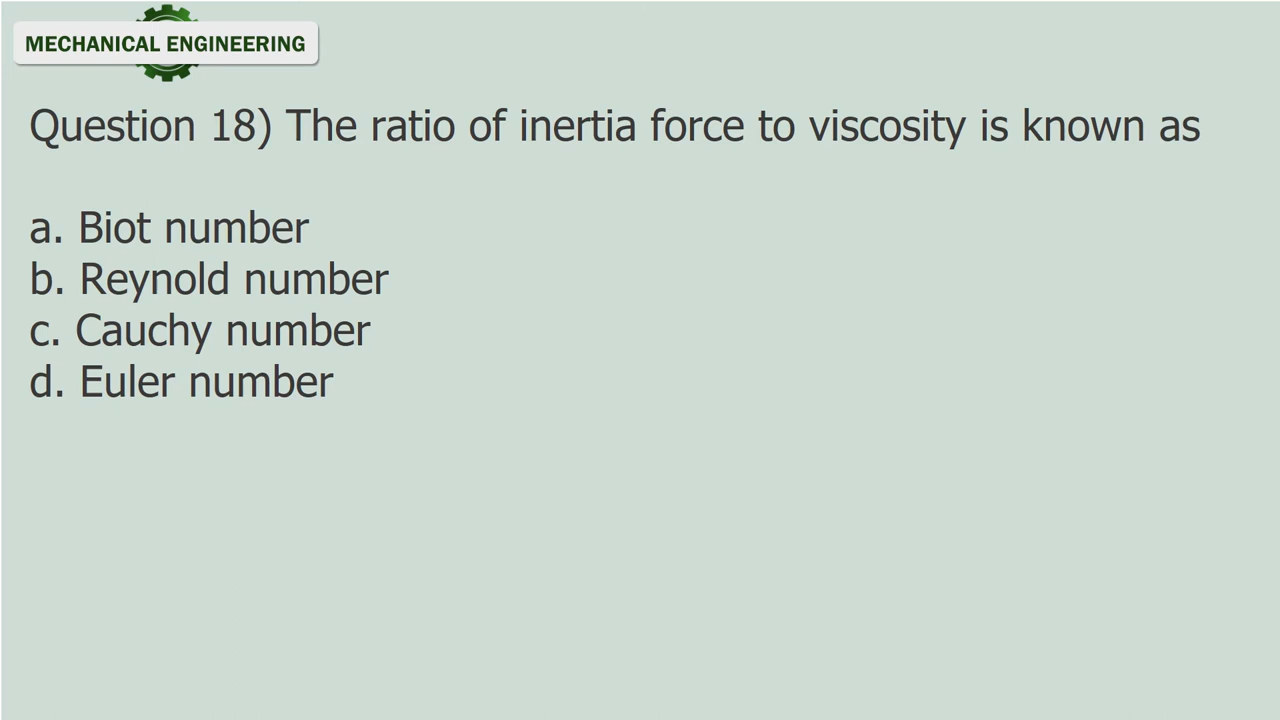 MECHANICAL ENGINEERING
Question 18) The ratio of inertia force to viscosity is known as
a. Biot number
b. Reynold number
c. Cauchy number
d. Euler number